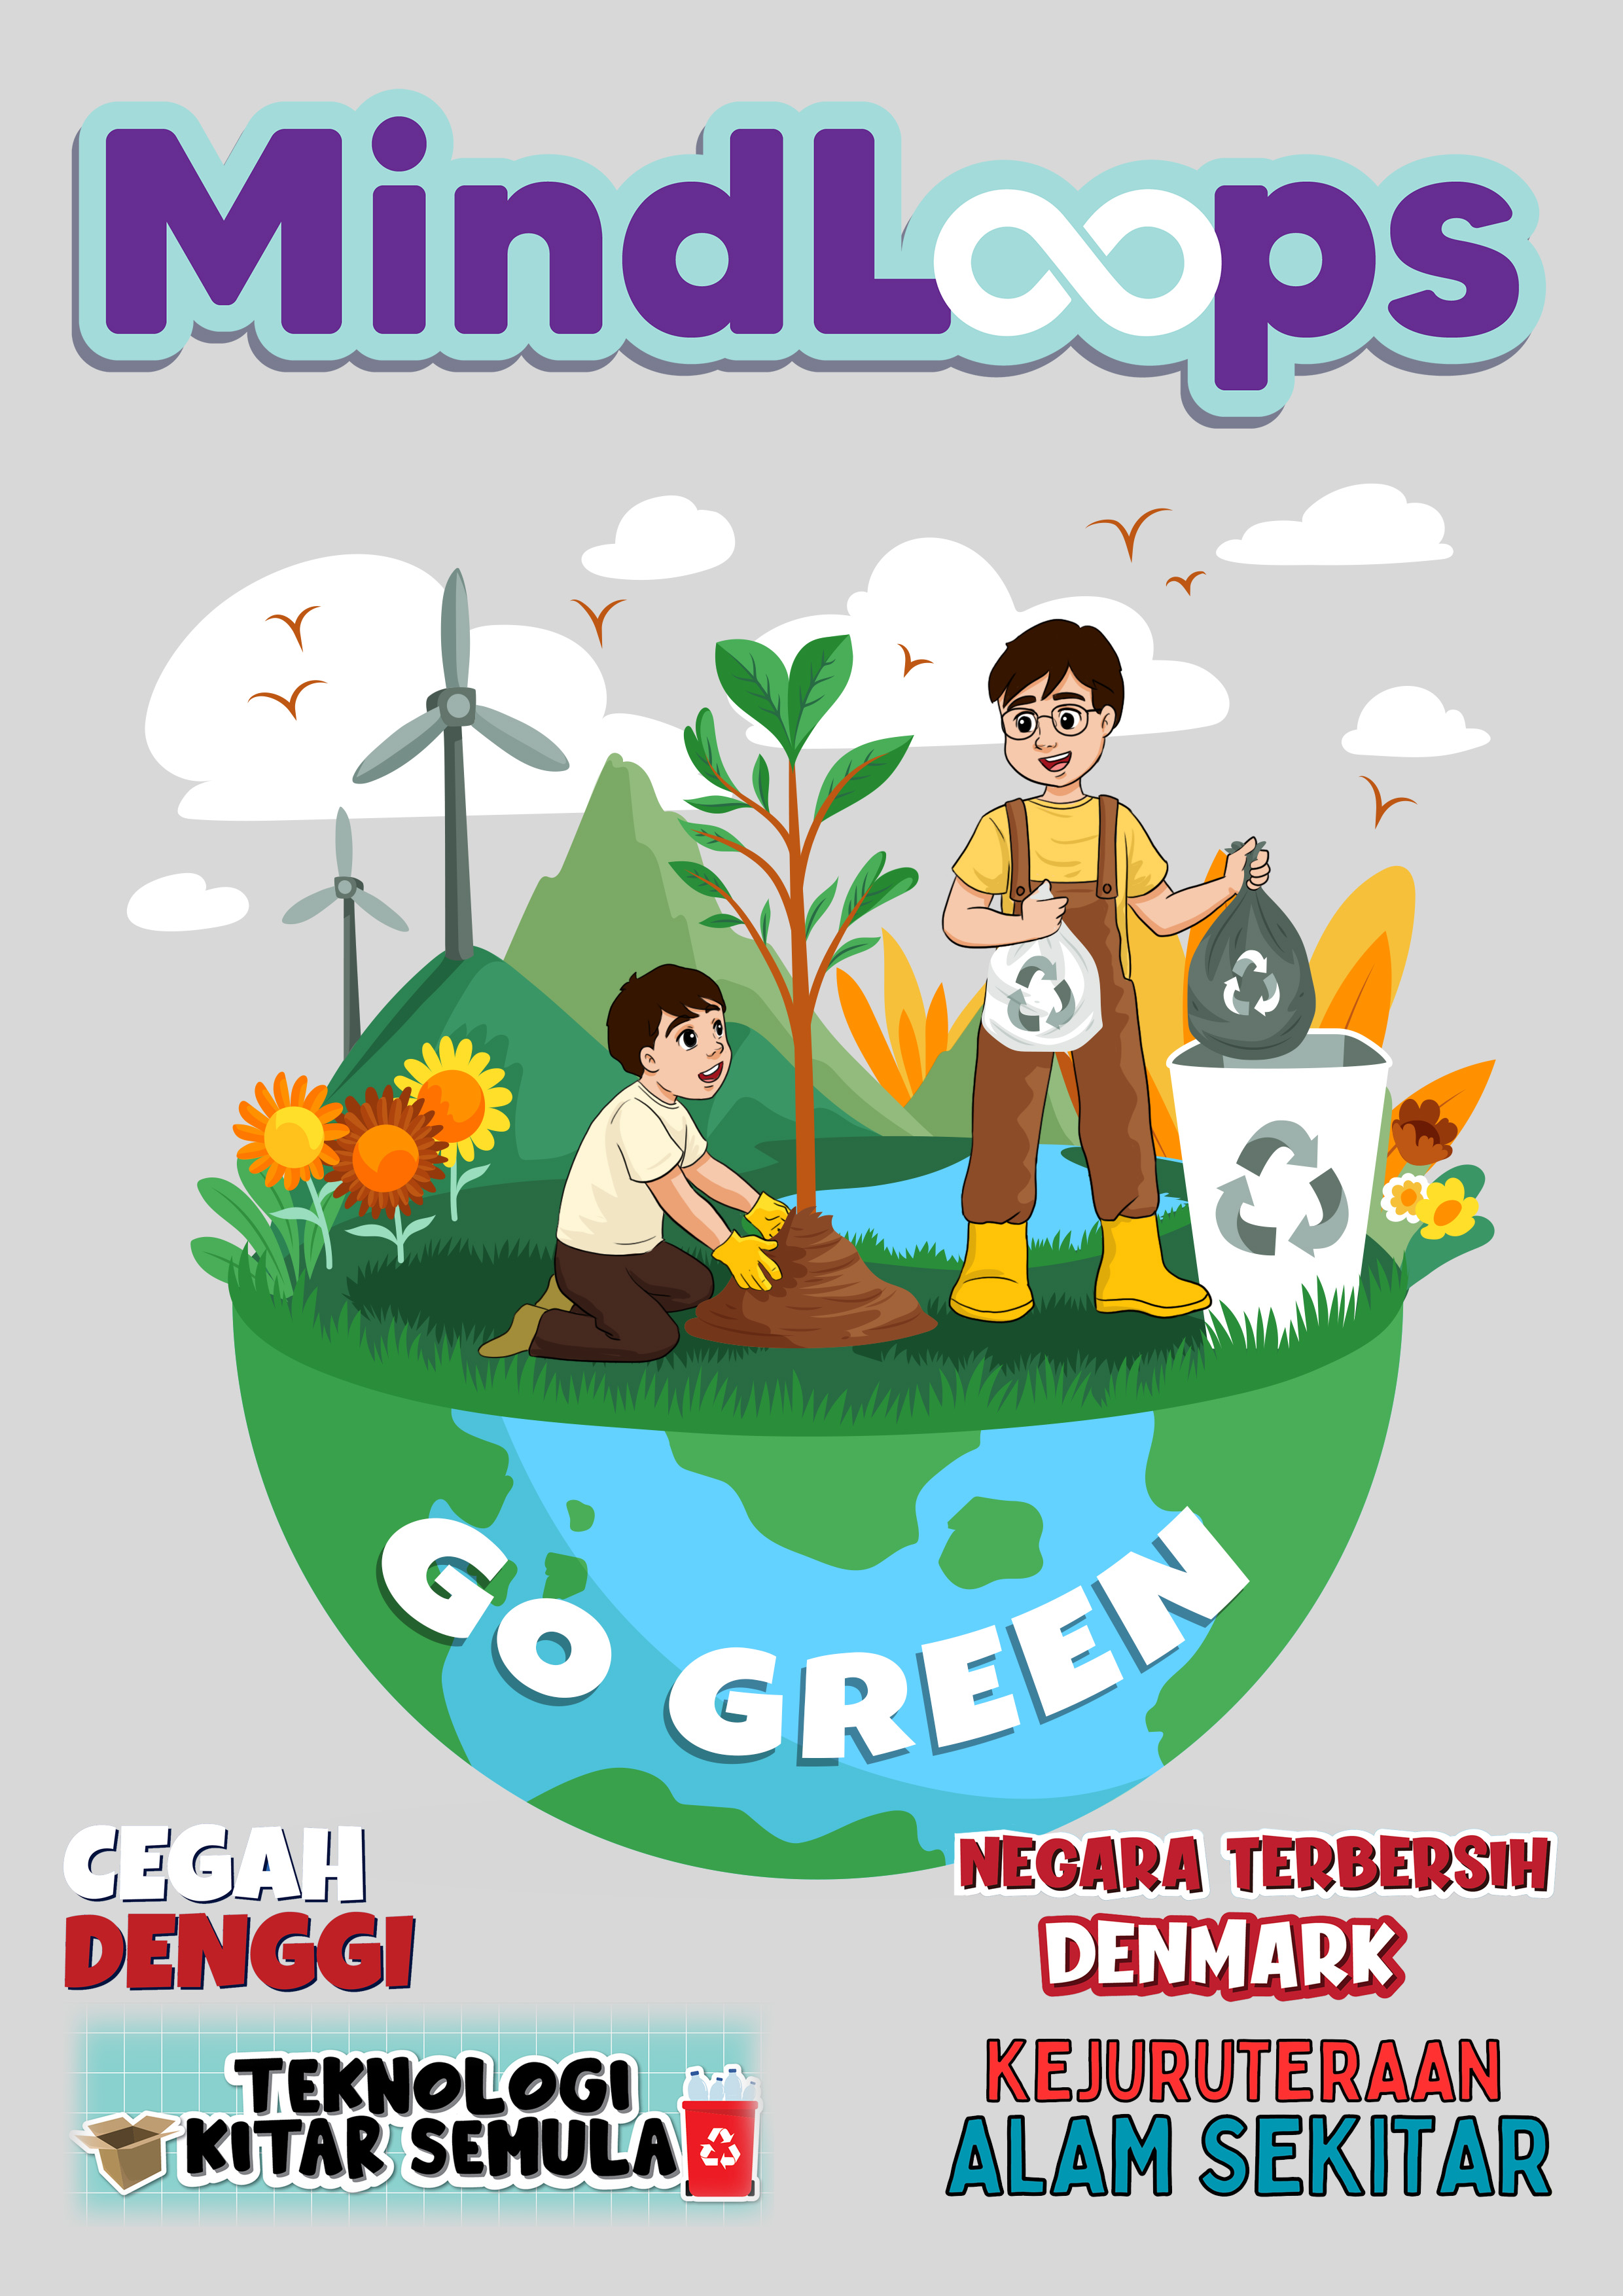 MindLoops
GO GREEN
CEGAH
DENGGI
TEKNOLOGI
KITAR SEMULA
NEGARA TERBERSIH
DENMARK
KEJURUTERAAN
ALAM SEKITAR